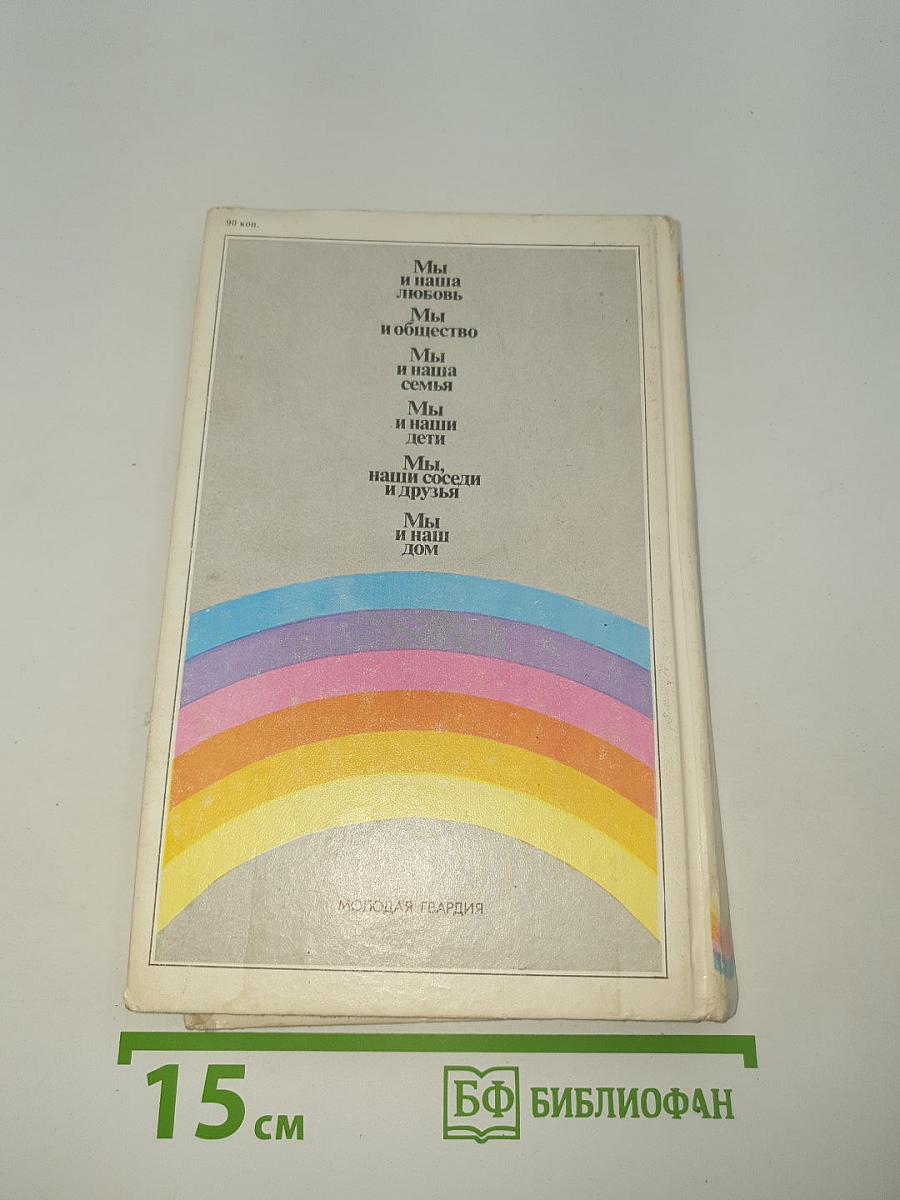 90 коп.
Мы
и наша
любовь
Мы
и общество
Мы
и наша
семья
Мы
и наши
дети
Мы,
наши соседи
и друзья
Мы
и наш
дом
МОЛОДАЯ ГВАРДИЯ
15 см
БФ БИБЛИОФАН